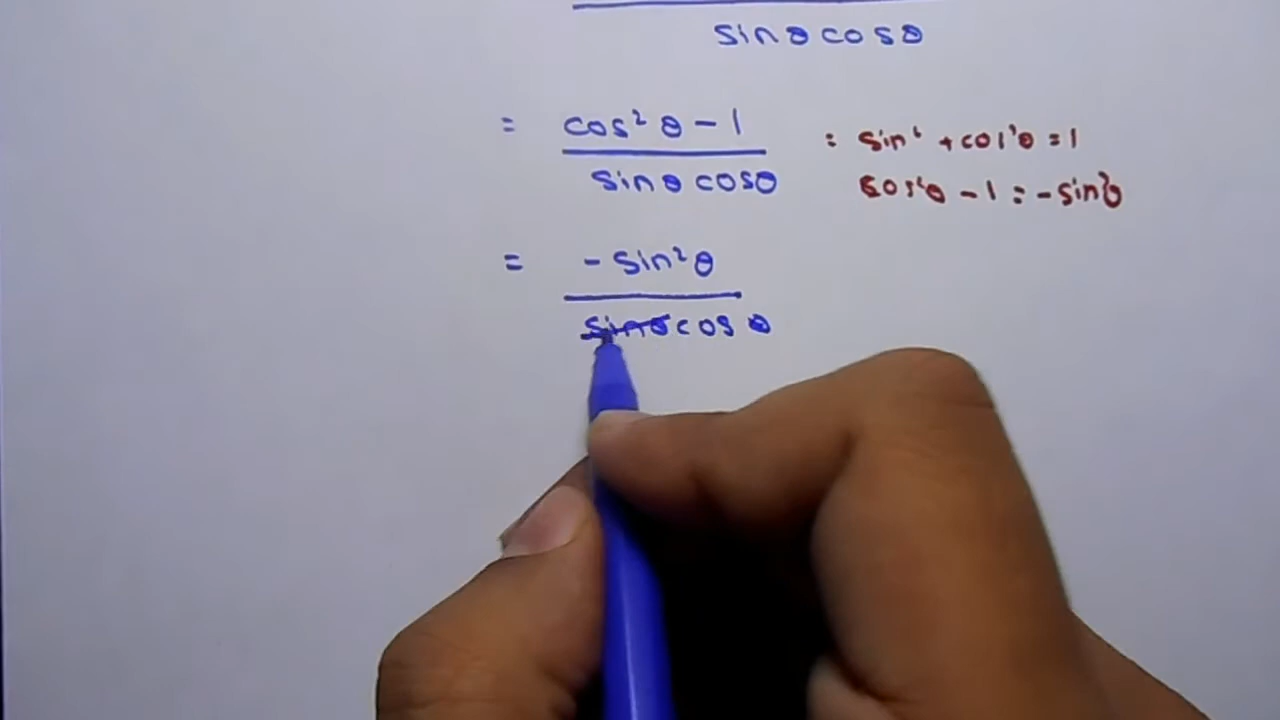 sinθ cosθ
= cos²θ - 1
sinθ cosθ
: sin² + cos²θ = 1
cos²θ - 1 = -sin²θ
= -sin²θ
sinθ cosθ